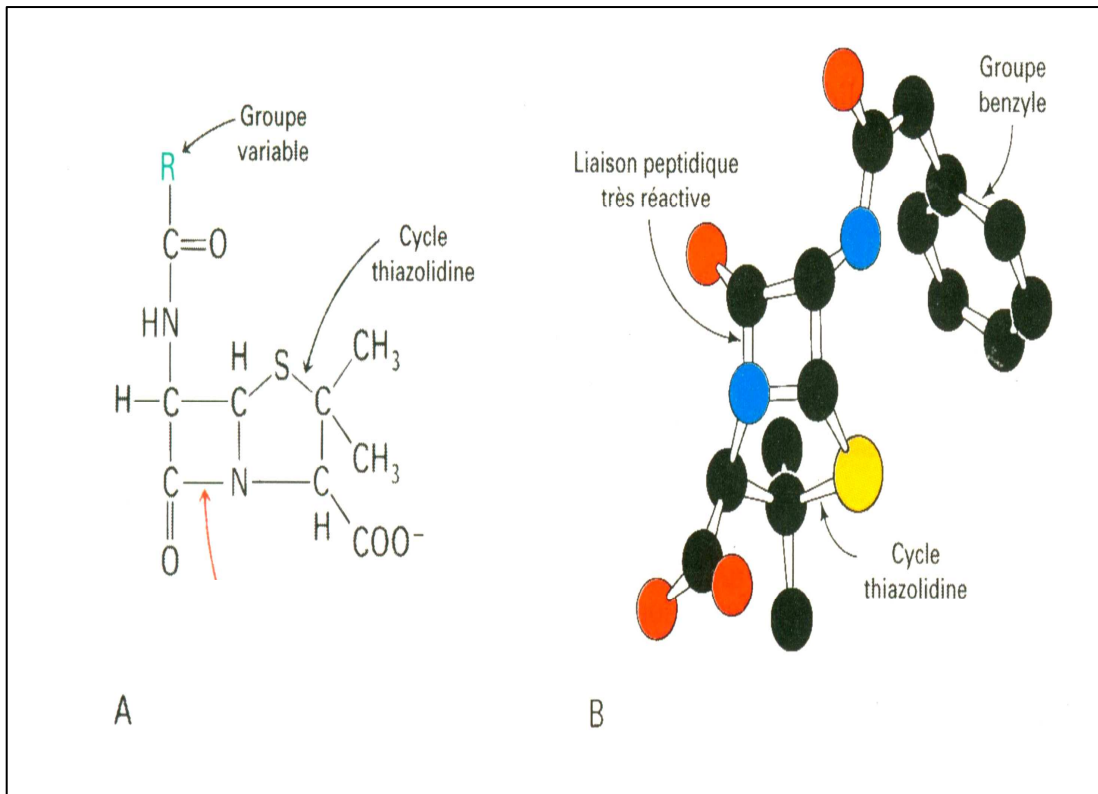 Groupe
variable
R
C=O
HN
H
S
CH3
H-C
C
C
CH3
C
N
C
H
O
COO-
Cycle
thiazolidine
A
Groupe
benzyle
Liaison peptidique
très réactive
Cycle
thiazolidine
B